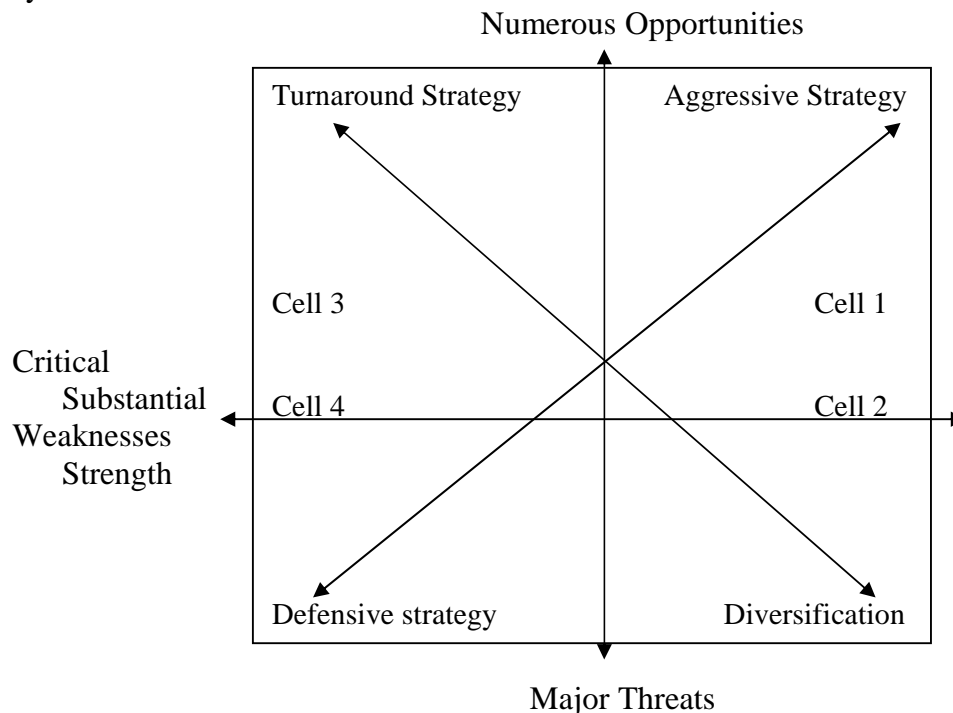 Numerous Opportunities
Turnaround Strategy
Aggressive Strategy
Cell 3
Cell 1
Critical
Substantial
Cell 4
Cell 2
Weaknesses
Strength
Defensive strategy
Diversification
Major Threats